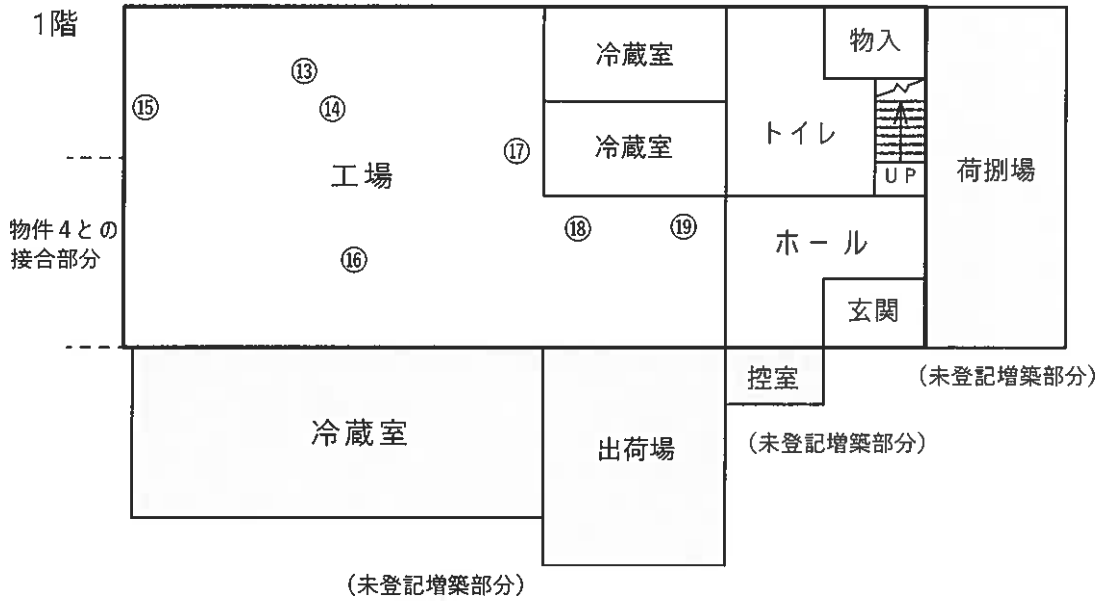 1階
冷蔵室
物入
⑬
⑮
⑭
トイレ
⑰
冷蔵室
工場
UP
荷捌場
物件4との
接合部分
⑱
⑲
ホール
⑯
玄関
控室
(未登記増築部分)
冷蔵室
出荷場
(未登記増築部分)
(未登記増築部分)